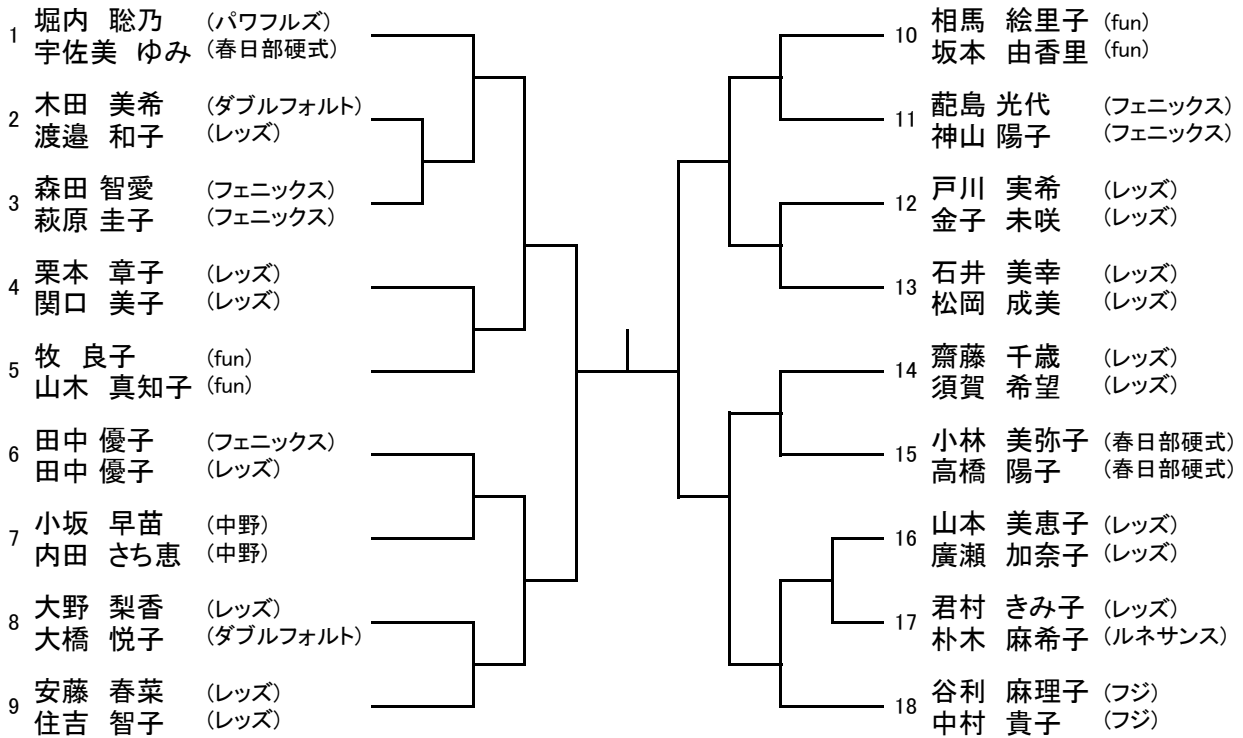 1 堀内 聡乃 (パワフルズ)
宇佐美 ゆみ (春日部硬式)
2 木田 美希 (ダブルフォルト)
渡邉 和子 (レッズ)
3 森田 智愛 (フェニックス)
萩原 圭子 (フェニックス)
4 栗本 章子 (レッズ)
関口 美子 (レッズ)
5 牧 良子 (fun)
山木 真知子 (fun)
6 田中 優子 (フェニックス)
田中 優子 (レッズ)
7 小坂 早苗 (中野)
内田 さち恵 (中野)
8 大野 梨香 (レッズ)
大橋 悦子 (ダブルフォルト)
9 安藤 春菜 (レッズ)
住吉 智子 (レッズ)
10 相馬 絵里子 (fun)
坂本 由香里 (fun)
11 蓜島 光代 (フェニックス)
神山 陽子 (フェニックス)
12 戸川 実希 (レッズ)
金子 未咲 (レッズ)
13 石井 美幸 (レッズ)
松岡 成美 (レッズ)
14 齋藤 千歳 (レッズ)
須賀 希望 (レッズ)
15 小林 美弥子 (春日部硬式)
高橋 陽子 (春日部硬式)
16 山本 美恵子 (レッズ)
廣瀬 加奈子 (レッズ)
17 君村 きみ子 (レッズ)
朴木 麻希子 (ルネサンス)
18 谷利 麻理子 (フジ)
中村 貴子 (フジ)